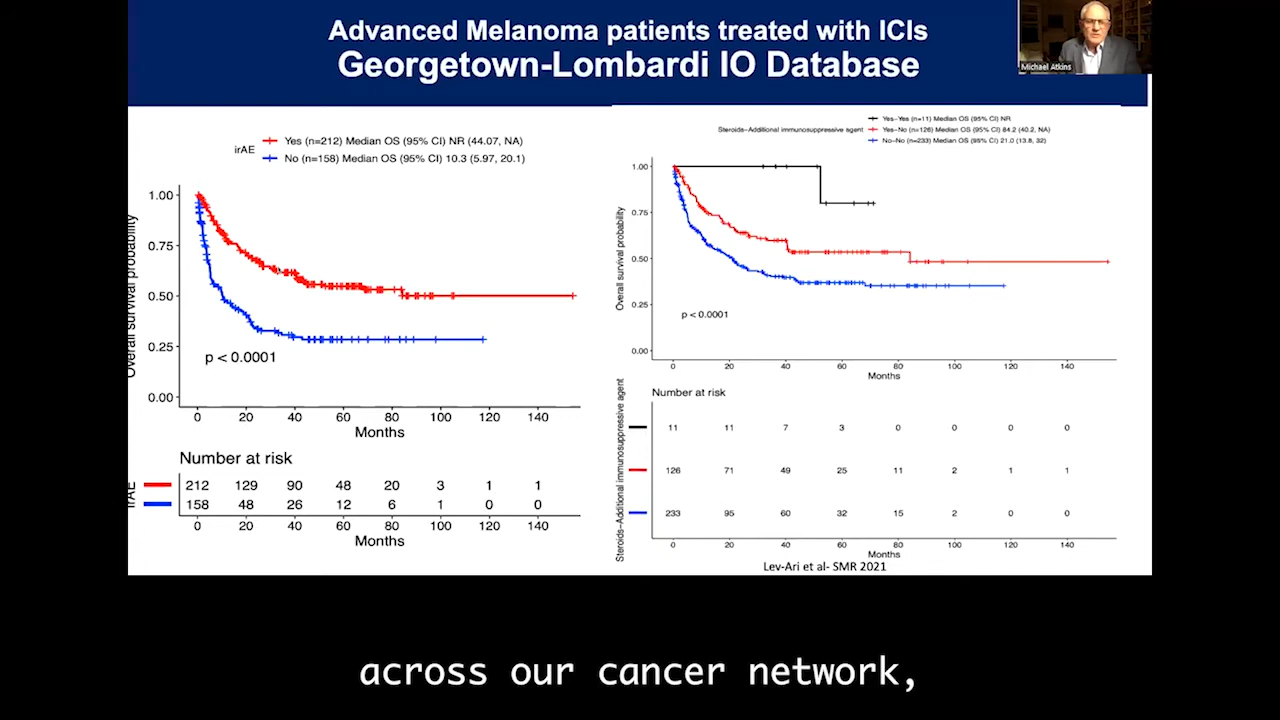 Advanced Melanoma patients treated with ICIs
Georgetown-Lombardi IO Database
Michael Atkins
irAE
Yes (n=212) Median OS (95% CI) NR (44.07, NA)
No (n=158) Median OS (95% CI) 10.3 (5.97, 20.1)
Overall survival probability
1.00
0.75
0.50
0.25
0.00
p < 0.0001
0 20 40 60 80 100 120 140
Months
Number at risk
irAE
212 129 90 48 20 3 1 1
158 48 26 12 6 1 0 0
0 20 40 60 80 100 120 140
Months
Steroids-Additional immunosuppressive agent
Yes-Yes (n=11) Median OS (95% CI) NR
Yes-No (n=126) Median OS (95% CI) 84.2 (40.2, NA)
No-No (n=233) Median OS (95% CI) 21.0 (13.8, 32)
Overall survival probability
1.00
0.75
0.50
0.25
0.00
p < 0.0001
0 20 40 60 80 100 120 140
Months
Number at risk
Steroids-Additional immunosuppressive agent
11 11 7 3 0 0 0 0
126 71 49 25 11 2 1 1
233 95 60 32 15 2 0 0
0 20 40 60 80 100 120 140
Months
Lev-Ari et al- SMR 2021
across our cancer network,